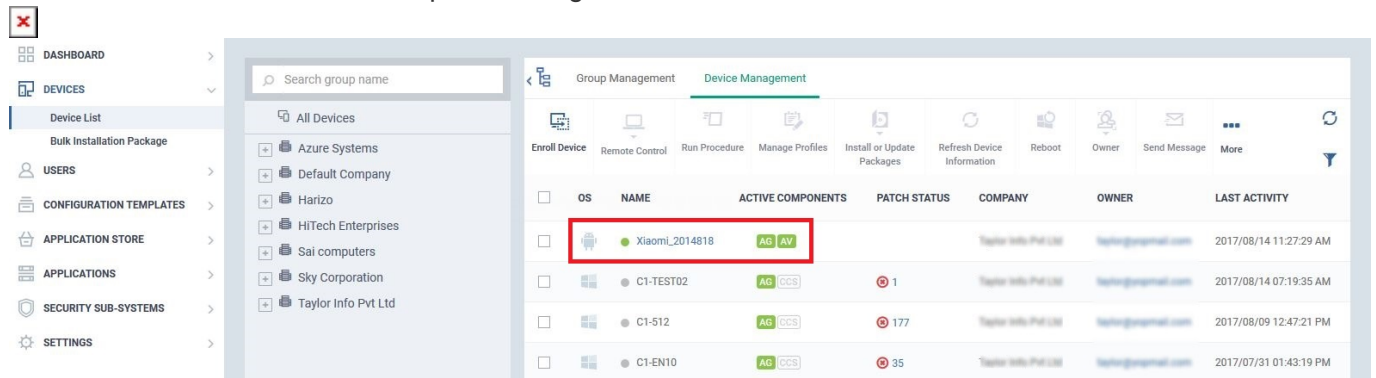 DASHBOARD
DEVICES
Device List
Bulk Installation Package
USERS
CONFIGURATION TEMPLATES
APPLICATION STORE
APPLICATIONS
SECURITY SUB-SYSTEMS
SETTINGS
Search group name
All Devices
Azure Systems
Default Company
Harizo
HiTech Enterprises
Sai computers
Sky Corporation
Taylor Info Pvt Ltd
Group Management Device Management
Enroll Device Remote Control Run Procedure Manage Profiles Install or Update Packages Refresh Device Information Reboot Owner Send Message More
OS NAME ACTIVE COMPONENTS PATCH STATUS COMPANY OWNER LAST ACTIVITY
Xiaomi_2014818 AG AV 2017/08/14 11:27:29 AM
C1-TEST02 AG CCS 1 2017/08/14 07:19:35 AM
C1-512 AG CCS 177 2017/08/09 12:47:21 PM
C1-EN10 AG CCS 35 2017/07/31 01:43:19 PM